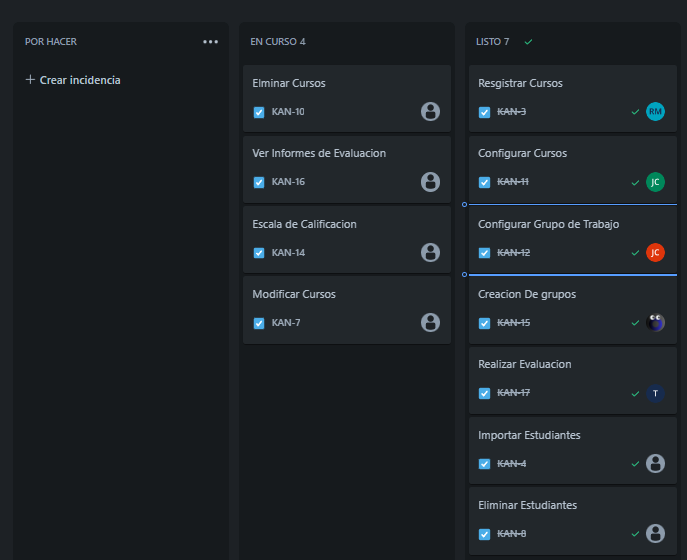 POR HACER
+ Crear incidencia
EN CURSO 4
Elminar Cursos
KAN-10
Ver Informes de Evaluacion
KAN-16
Escala de Calificacion
KAN-14
Modificar Cursos
KAN-7
LISTO 7
Resgistrar Cursos
KAN-3
RM
Configurar Cursos
KAN-11
JC
Configurar Grupo de Trabajo
KAN-12
JC
Creacion De grupos
KAN-15
Realizar Evaluacion
KAN-17
T
Importar Estudiantes
KAN-4
Eliminar Estudiantes
KAN-8